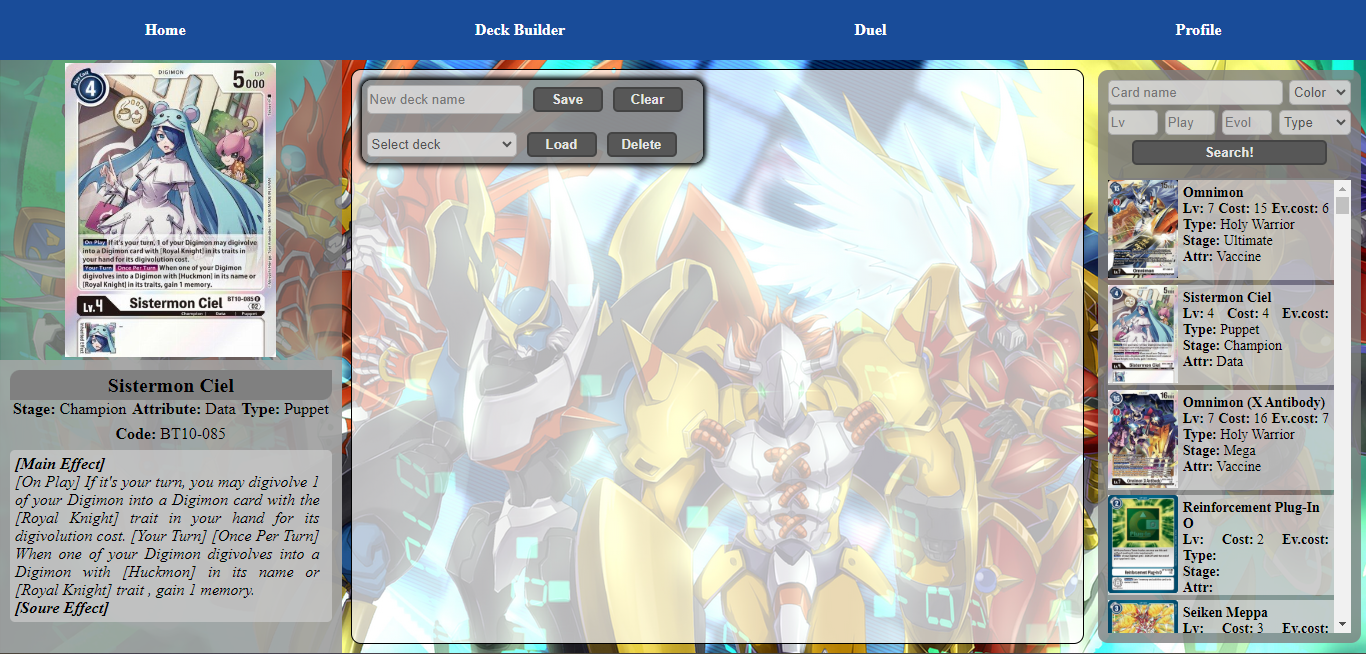 Home
Deck Builder
Duel
Profile
4
DIGIMON
5000
DP
On Play If it's your turn, 1 of your Digimon may digivolve
into a Digimon card with [Royal Knight] in its traits in
your hand for its digivolution cost.
Your Turn Once Per Turn When one of your Digimon
digivolves into a Digimon with [Huckmon] in its name or
[Royal Knight] in its traits, gain 1 memory.
Lv.4
Sistermon Ciel
BT10-085
Champion | Data | Puppet
Sistermon Ciel
Stage: Champion Attribute: Data Type: Puppet
Code: BT10-085
[Main Effect]
[On Play] If it's your turn, you may digivolve 1
of your Digimon into a Digimon card with the
[Royal Knight] trait in your hand for its
digivolution cost. [Your Turn] [Once Per Turn]
When one of your Digimon digivolves into a
Digimon with [Huckmon] in its name or
[Royal Knight] trait , gain 1 memory.
[Soure Effect]
New deck name
Save
Clear
Select deck
Load
Delete
Card name
Color
Lv
Play
Evol
Type
Search!
Omnimon
Lv: 7 Cost: 15 Ev.cost: 6
Type: Holy Warrior
Stage: Ultimate
Attr: Vaccine
Sistermon Ciel
Lv: 4 Cost: 4 Ev.cost:
Type: Puppet
Stage: Champion
Attr: Data
Omnimon (X Antibody)
Lv: 7 Cost: 16 Ev.cost: 7
Type: Holy Warrior
Stage: Mega
Attr: Vaccine
Reinforcement Plug-In
O
Lv: Cost: 2 Ev.cost:
Type:
Stage:
Attr:
Seiken Meppa
Lv: Cost: 3 Ev.cost: